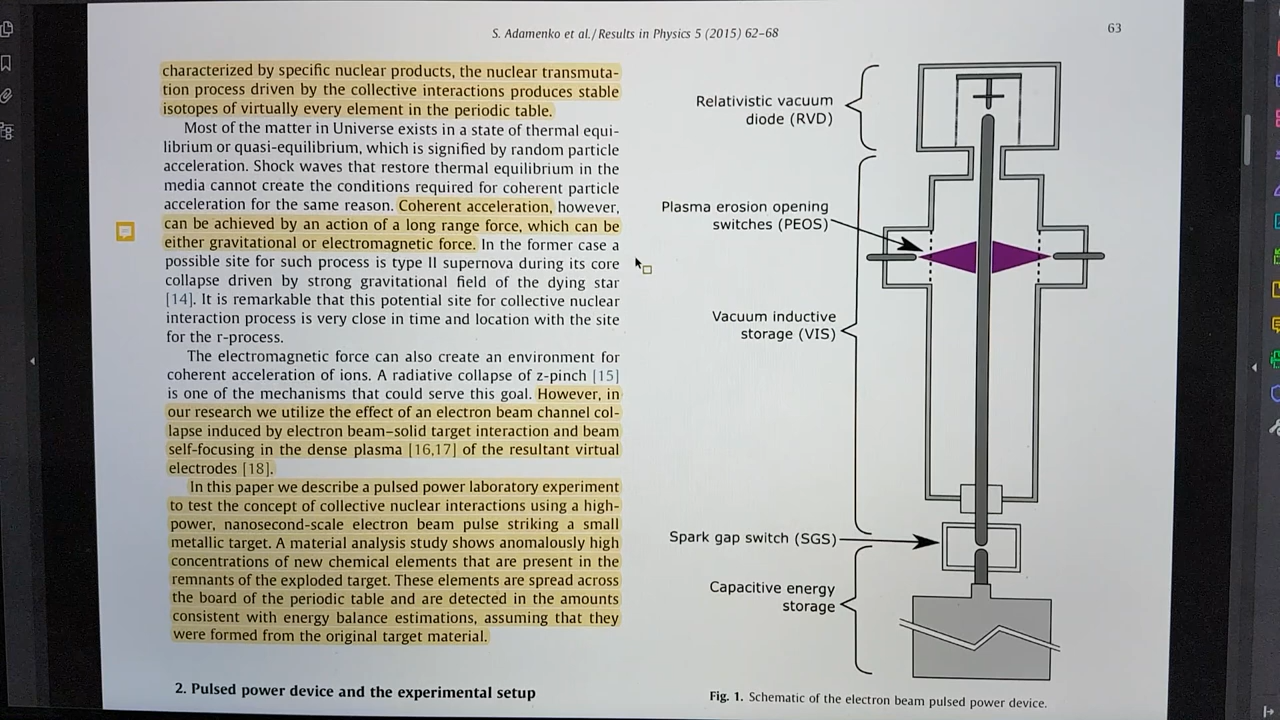 S. Adamenko et al. / Results in Physics 5 (2015) 62–68
63
characterized by specific nuclear products, the nuclear transmuta-
tion process driven by the collective interactions produces stable
isotopes of virtually every element in the periodic table.
Most of the matter in Universe exists in a state of thermal equi-
librium or quasi-equilibrium, which is signified by random particle
acceleration. Shock waves that restore thermal equilibrium in the
media cannot create the conditions required for coherent particle
acceleration for the same reason. Coherent acceleration, however,
can be achieved by an action of a long range force, which can be
either gravitational or electromagnetic force. In the former case a
possible site for such process is type II supernova during its core
collapse driven by strong gravitational field of the dying star
[14]. It is remarkable that this potential site for collective nuclear
interaction process is very close in time and location with the site
for the r-process.
The electromagnetic force can also create an environment for
coherent acceleration of ions. A radiative collapse of z-pinch [15]
is one of the mechanisms that could serve this goal. However, in
our research we utilize the effect of an electron beam channel col-
lapse induced by electron beam–solid target interaction and beam
self-focusing in the dense plasma [16,17] of the resultant virtual
electrodes [18].
In this paper we describe a pulsed power laboratory experiment
to test the concept of collective nuclear interactions using a high-
power, nanosecond-scale electron beam pulse striking a small
metallic target. A material analysis study shows anomalously high
concentrations of new chemical elements that are present in the
remnants of the exploded target. These elements are spread across
the board of the periodic table and are detected in the amounts
consistent with energy balance estimations, assuming that they
were formed from the original target material.
2. Pulsed power device and the experimental setup
Relativistic vacuum
diode (RVD)
Plasma erosion opening
switches (PEOS)
Vacuum inductive
storage (VIS)
Spark gap switch (SGS)
Capacitive energy
storage
Fig. 1. Schematic of the electron beam pulsed power device.